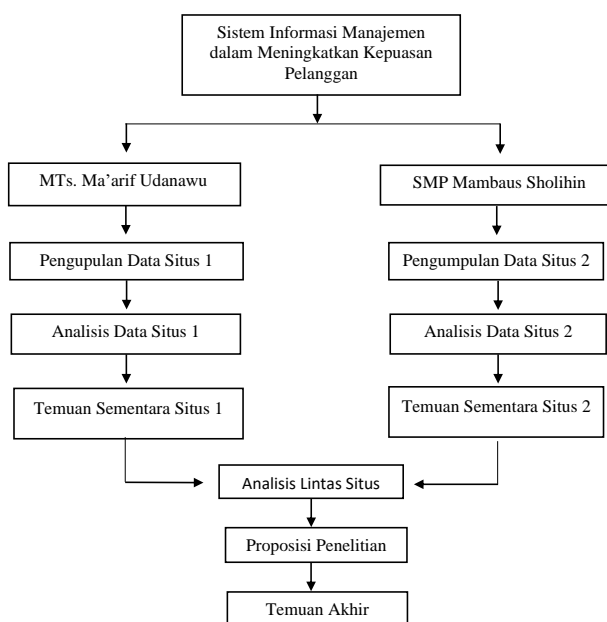 Sistem Informasi Manajemen
dalam Meningkatkan Kepuasan
Pelanggan
MTs. Ma’arif Udanawu
SMP Mambaus Sholihin
Pengupulan Data Situs 1
Pengumpulan Data Situs 2
Analisis Data Situs 1
Analisis Data Situs 2
Temuan Sementara Situs 1
Temuan Sementara Situs 2
Analisis Lintas Situs
Proposisi Penelitian
Temuan Akhir